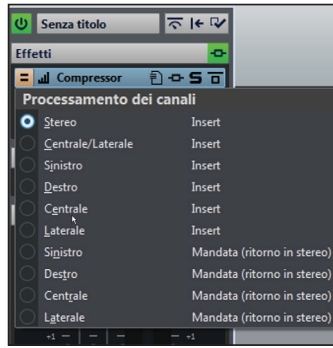 Senza titolo
Effetti
Compressor
Processamento dei canali
Stereo Insert
Centrale/Laterale Insert
Sinistro Insert
Destro Insert
Centrale Insert
Laterale Insert
Sinistro Mandata (ritorno in stereo)
Destro Mandata (ritorno in stereo)
Centrale Mandata (ritorno in stereo)
Laterale Mandata (ritorno in stereo)
+1 +1